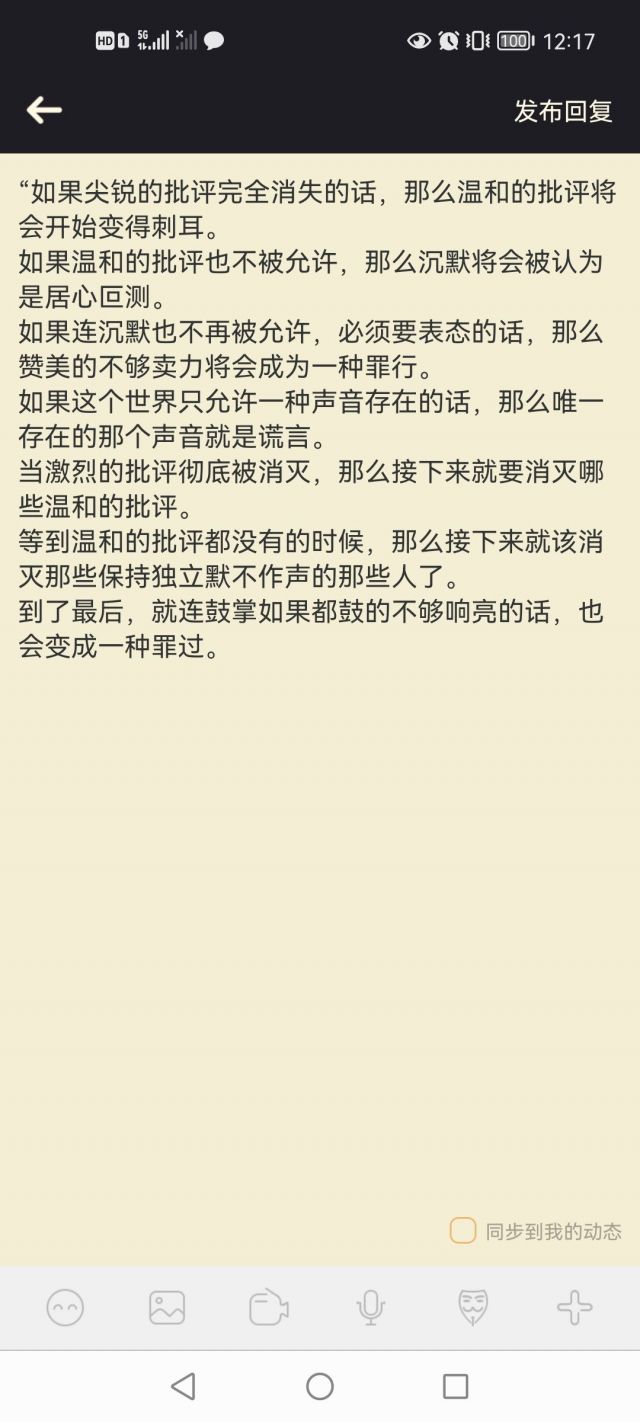 HD 1 5G 100 12:17
发布回复
“如果尖锐的批评完全消失的话，那么温和的批评将
会开始变得刺耳。
如果温和的批评也不被允许，那么沉默将会被认为
是居心叵测。
如果连沉默也不再被允许，必须要表态的话，那么
赞美的不够卖力将会成为一种罪行。
如果这个世界只允许一种声音存在的话，那么唯一
存在的那个声音就是谎言。
当激烈的批评彻底被消灭，那么接下来就要消灭哪
些温和的批评。
等到温和的批评都没有的时候，那么接下来就该消
灭那些保持独立默不作声的那些人了。
到了最后，就连鼓掌如果都鼓的不够响亮的话，也
会变成一种罪过。
同步到我的动态